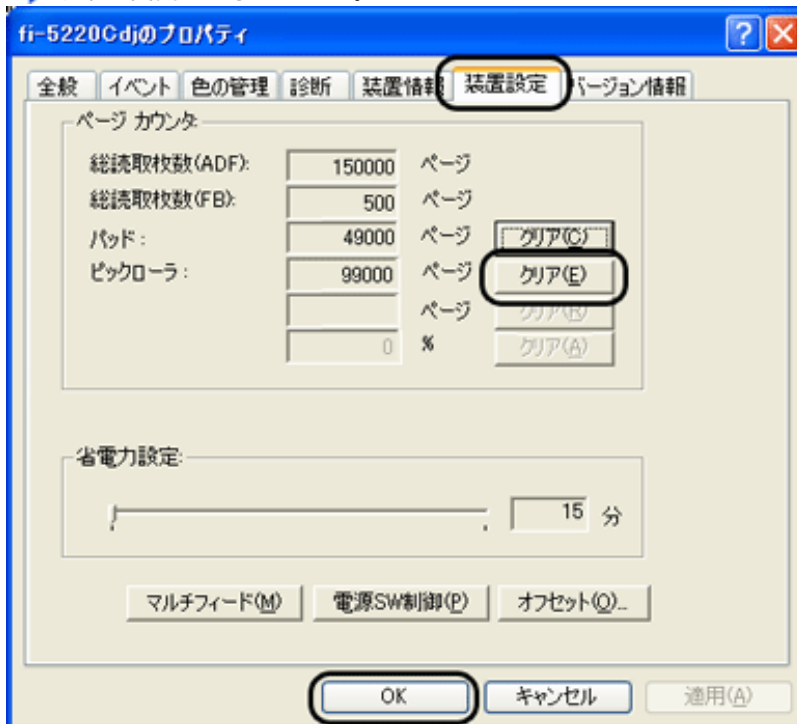 fi-5220Cdjのプロパティ
全般 イベント 色の管理 診断 装置情報 装置設定 バージョン情報
ページ カウンタ:
総読取枚数(ADF): 150000 ページ
総読取枚数(FB): 500 ページ
パッド: 49000 ページ クリア(C)
ピックローラ: 99000 ページ クリア(E)
ページ クリア(R)
0 % クリア(A)
省電力設定:
15 分
マルチフィード(M) 電源SW制御(P) オフセット(O)...
OK キャンセル 適用(A)